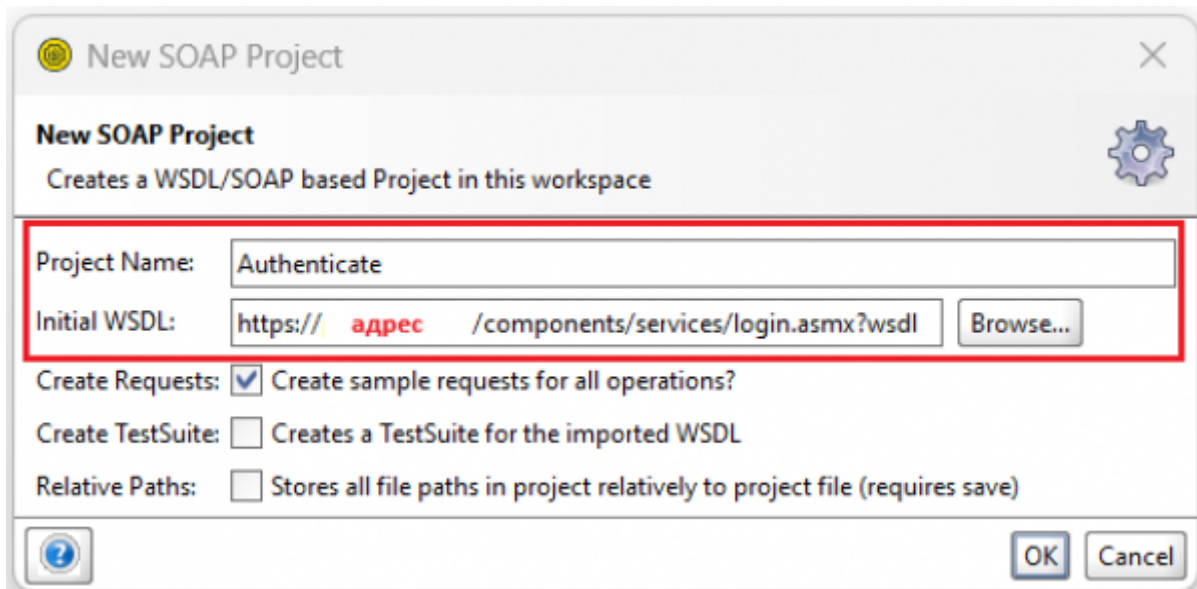 New SOAP Project
New SOAP Project
Creates a WSDL/SOAP based Project in this workspace
Project Name: Authenticate
Initial WSDL: https:// адрес /components/services/login.asmx?wsdl Browse...
Create Requests: Create sample requests for all operations?
Create TestSuite: Creates a TestSuite for the imported WSDL
Relative Paths: Stores all file paths in project relatively to project file (requires save)
OK Cancel